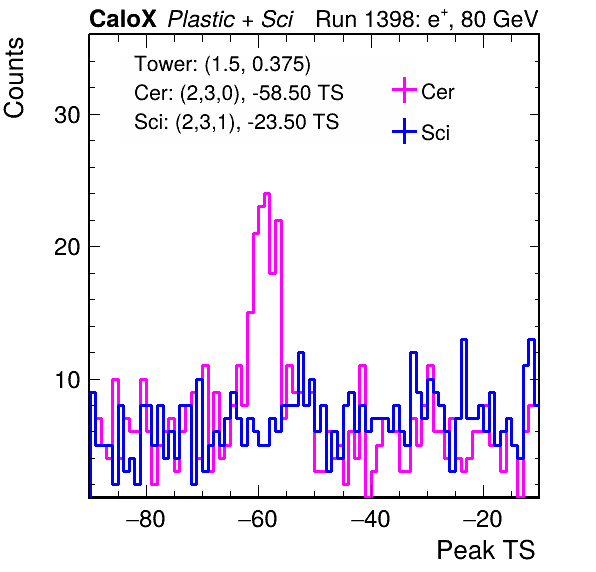 CaloX Plastic + Sci Run 1398: e⁺, 80 GeV
Tower: (1.5, 0.375)
Cer: (2,3,0), -58.50 TS
Sci: (2,3,1), -23.50 TS
Cer
Sci
Counts
30
20
10
−80 −60 −40 −20
Peak TS